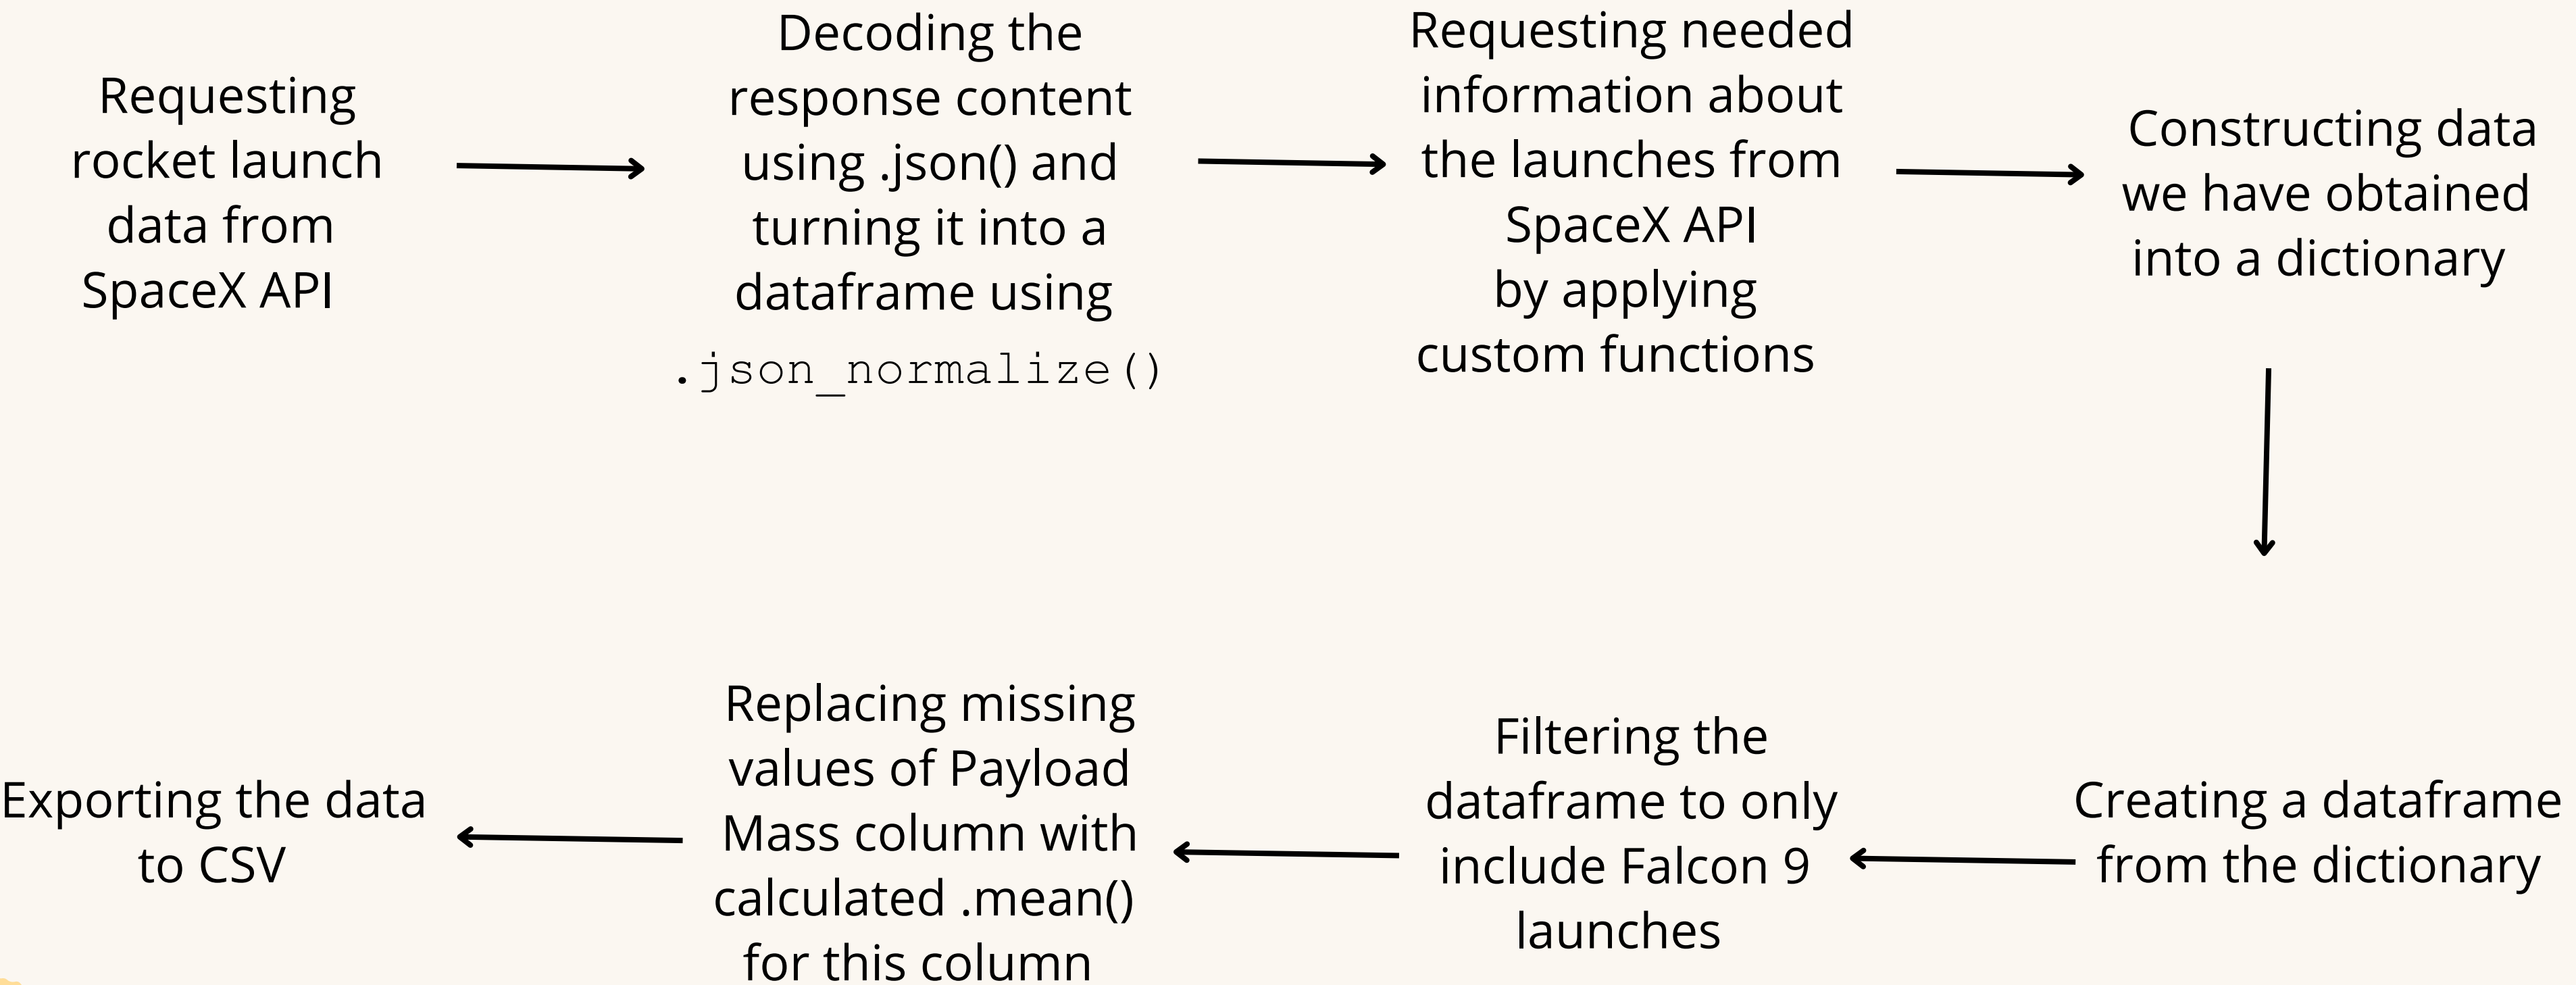 Requesting
rocket launch
data from
SpaceX API
Decoding the
response content
using .json() and
turning it into a
dataframe using
.json_normalize()
Requesting needed
information about
the launches from
SpaceX API
by applying
custom functions
Constructing data
we have obtained
into a dictionary
Creating a dataframe
from the dictionary
Filtering the
dataframe to only
include Falcon 9
launches
Replacing missing
values of Payload
Mass column with
calculated .mean()
for this column
Exporting the data
to CSV